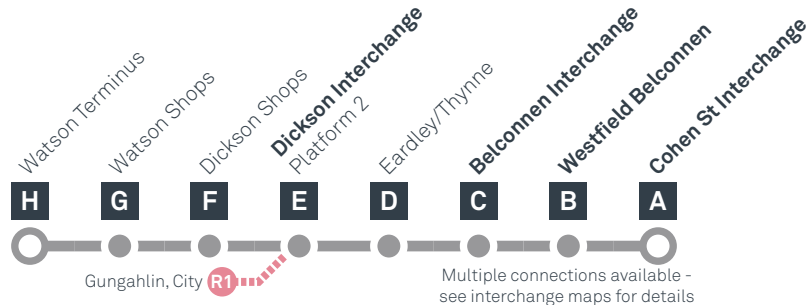 Watson Terminus
Watson Shops
Dickson Shops
Dickson Interchange
Platform 2
Eardley/Thynne
Belconnen Interchange
Westfield Belconnen
Cohen St Interchange
H
G
F
E
D
C
B
A
Gungahlin, City R1
Multiple connections available -
see interchange maps for details